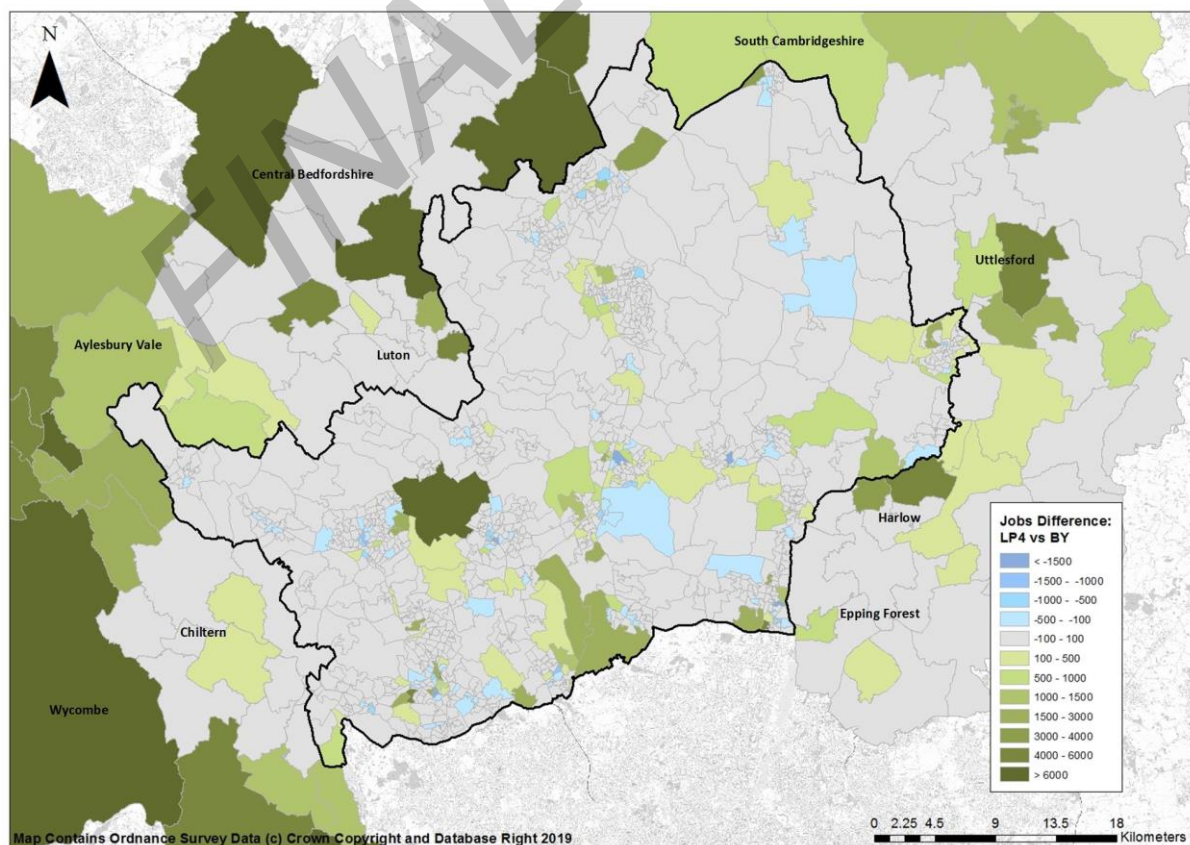 N
FINAL
South Cambridgeshire
Central Bedfordshire
Uttlesford
Aylesbury Vale
Luton
Harlow
Chiltern
Epping Forest
Wycombe
Jobs Difference:
LP4 vs BY
< -1500
-1500 - -1000
-1000 - -500
-500 - -100
-100 - 100
100 - 500
500 - 1000
1000 - 1500
1500 - 3000
3000 - 4000
4000 - 6000
> 6000
Map Contains Ordnance Survey Data (c) Crown Copyright and Database Right 2019
0 2.25 4.5 9 13.5 18
Kilometers